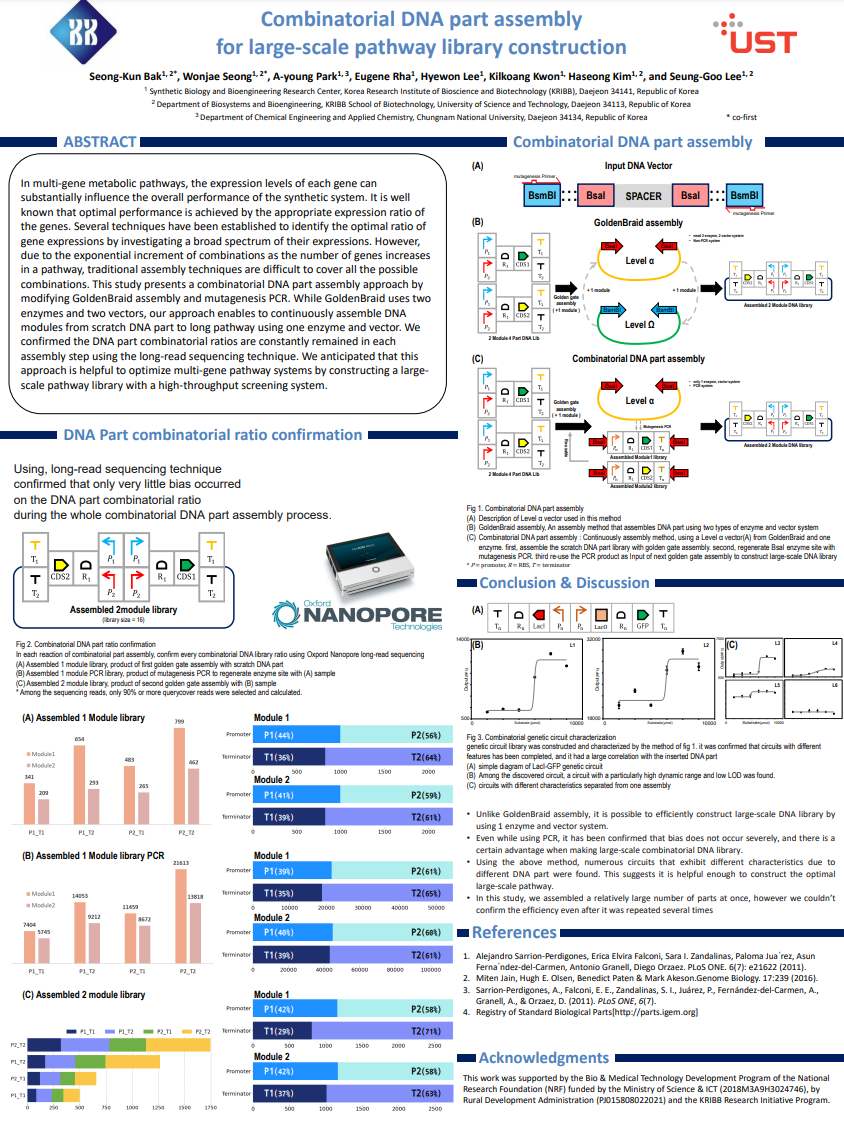 Combinatorial DNA part assembly
for large-scale pathway library construction
UST
Seong-Kun Bak1, 2*, Wonjae Seong1, 2*, A-young Park1, 3, Eugene Rha1, Hyewon Lee1, Kilkoang Kwon1, Haseong Kim1, 2, and Seung-Goo Lee1, 2
1 Synthetic Biology and Bioengineering Research Center, Korea Research Institute of Bioscience and Biotechnology (KRIBB), Daejeon 34141, Republic of Korea
2 Department of Biosystems and Bioengineering, KRIBB School of Biotechnology, University of Science and Technology, Daejeon 34113, Republic of Korea
3 Department of Chemical Engineering and Applied Chemistry, Chungnam National University, Daejeon 34134, Republic of Korea
* co-first
ABSTRACT
In multi-gene metabolic pathways, the expression levels of each gene can
substantially influence the overall performance of the synthetic system. It is well
known that optimal performance is achieved by the appropriate expression ratio of
the genes. Several techniques have been established to identify the optimal ratio of
gene expressions by investigating a broad spectrum of their expressions. However,
due to the exponential increment of combinations as the number of genes increases
in a pathway, traditional assembly techniques are difficult to cover all the possible
combinations. This study presents a combinatorial DNA part assembly approach by
modifying GoldenBraid assembly and mutagenesis PCR. While GoldenBraid uses two
enzymes and two vectors, our approach enables to continuously assemble DNA
modules from scratch DNA part to long pathway using one enzyme and vector. We
confirmed the DNA part combinatorial ratios are constantly remained in each
assembly step using the long-read sequencing technique. We anticipated that this
approach is helpful to optimize multi-gene pathway systems by constructing a large-
scale pathway library with a high-throughput screening system.
DNA Part combinatorial ratio confirmation
Using, long-read sequencing technique
confirmed that only very little bias occurred
on the DNA part combinatorial ratio
during the whole combinatorial DNA part assembly process.
T1 CDS2 R1 P1 P1 R1 CDS1 T1
T2 P2 P2 T2
Assembled 2module library
(library size = 16)
Oxford
NANOPORE
Technologies
Fig 2. Combinatorial DNA part ratio confirmation
In each reaction of combinatorial part assembly, confirm every combinatorial DNA library ratio using Oxpord Nanopore long-read sequencing
(A) Assembled 1 module library, product of first golden gate assembly with scratch DNA part
(B) Assembled 1 module PCR library, product of mutagenesis PCR to regenerate enzyme site with (A) sample
(C) Assembled 2 module library, product of second golden gate assembly with (B) sample
* Among the sequencing reads, only 90% or more querycover reads were selected and calculated.
(A) Assembled 1 Module library
Module1
Module2
341 209 654 293 483 265 799 462
P1_T1 P1_T2 P2_T1 P2_T2
Module 1
Promoter P1(44%) P2(56%)
Terminator T1(36%) T2(64%)
0 500 1000 1500 2000
Module 2
Promoter P1(41%) P2(59%)
Terminator T1(39%) T2(61%)
0 500 1000 1500 2000
(B) Assembled 1 Module library PCR
Module1
Module2
7404 5745 14053 9212 11459 8672 21613 13818
P1_T1 P1_T2 P2_T1 P2_T2
Module 1
Promoter P1(39%) P2(61%)
Terminator T1(35%) T2(65%)
0 10000 20000 30000 40000 50000
Module 2
Promoter P1(40%) P2(60%)
Terminator T1(39%) T2(61%)
0 20000 40000 60000 80000 100000
(C) Assembled 2 module library
P1_T1 P1_T2 P2_T1 P2_T2
P2_T2
P1_T2
P2_T1
P1_T1
0 250 500 750 1000 1250 1500 1750
Module 1
Promoter P1(42%) P2(58%)
Terminator T1(29%) T2(71%)
0 500 1000 1500 2000 2500
Module 2
Promoter P1(42%) P2(58%)
Terminator T1(37%) T2(63%)
0 500 1000 1500 2000 2500
Combinatorial DNA part assembly
(A) Input DNA Vector
mutagenesis Primer
BsmBI BsaI SPACER BsaI BsmBI
mutagenesis Primer
(B) GoldenBraid assembly
Level α
+1 module +1 module
Golden gate
assembly
(+1 module)
BsmBI BsmBI
Level Ω
2 Module 4 Part DNA Lib
Assembled 2 Module DNA library
(C) Combinatorial DNA part assembly
Golden gate
assembly
(+ 1 module)
Level α
Mutagenesis PCR
Assembled Module1 library
Assembled Module2 library
2 Module 4 Part DNA Lib
Assembled 2 Module DNA library
Fig 1. Combinatorial DNA part assembly
(A) Description of Level α vector used in this method
(B) GoldenBraid assembly, An assembly method that assembles DNA part using two types of enzyme and vector system
(C) Combinatorial DNA part assembly : Continuously assembly method, using a Level α vector(A) from GoldenBraid and one
enzyme. first, assemble the scratch DNA part library with golden gate assembly. second, regenerate BsaI enzyme site with
mutagenesis PCR. third re-use the PCR product as Input of next golden gate assembly to construct large-scale DNA library
* P= promoter, R = RBS, T= terminator
Conclusion & Discussion
(A) Tn Rn LacI Pn Pn LacO Rn GFP Tn
(B) 14000 L1 32000 L2 (C) L3 L4
500 Substrate(μmol) 10000 18000 Substrate(μmol) 10000 L5 L6
Fig 3. Combinatorial genetic circuit characterization
genetic circuit library was constructed and characterized by the method of fig 1. it was confirmed that circuits with different
features has been completed, and it had a large correlation with the inserted DNA part
(A) simple diagram of LacI-GFP genetic circuit
(B) Among the discovered circuit, a circuit with a particularly high dynamic range and low LOD was found.
(C) circuits with different characteristics separated from one assembly
• Unlike GoldenBraid assembly, it is possible to efficiently construct large-scale DNA library by
using 1 enzyme and vector system.
• Even while using PCR, it has been confirmed that bias does not occur severely, and there is a
certain advantage when making large-scale combinatorial DNA library.
• Using the above method, numerous circuits that exhibit different characteristics due to
different DNA part were found. This suggests it is helpful enough to construct the optimal
large-scale pathway.
• In this study, we assembled a relatively large number of parts at once, however we couldn't
confirm the efficiency even after it was repeated several times
References
1. Alejandro Sarrion-Perdigones, Erica Elvira Falconi, Sara I. Zandalinas, Paloma Jua´rez, Asun
Ferna´ndez-del-Carmen, Antonio Granell, Diego Orzaez. PLoS ONE. 6(7): e21622 (2011).
2. Miten Jain, Hugh E. Olsen, Benedict Paten & Mark Akeson.Genome Biology. 17:239 (2016).
3. Sarrion-Perdigones, A., Falconi, E. E., Zandalinas, S. I., Juárez, P., Fernández-del-Carmen, A.,
Granell, A., & Orzaez, D. (2011). PLoS ONE, 6(7).
4. Registry of Standard Biological Parts[http://parts.igem.org]
Acknowledgments
This work was supported by the Bio & Medical Technology Development Program of the National
Research Foundation (NRF) funded by the Ministry of Science & ICT (2018M3A9H3024746), by
Rural Development Administration (PJ015808022021) and the KRIBB Research Initiative Program.